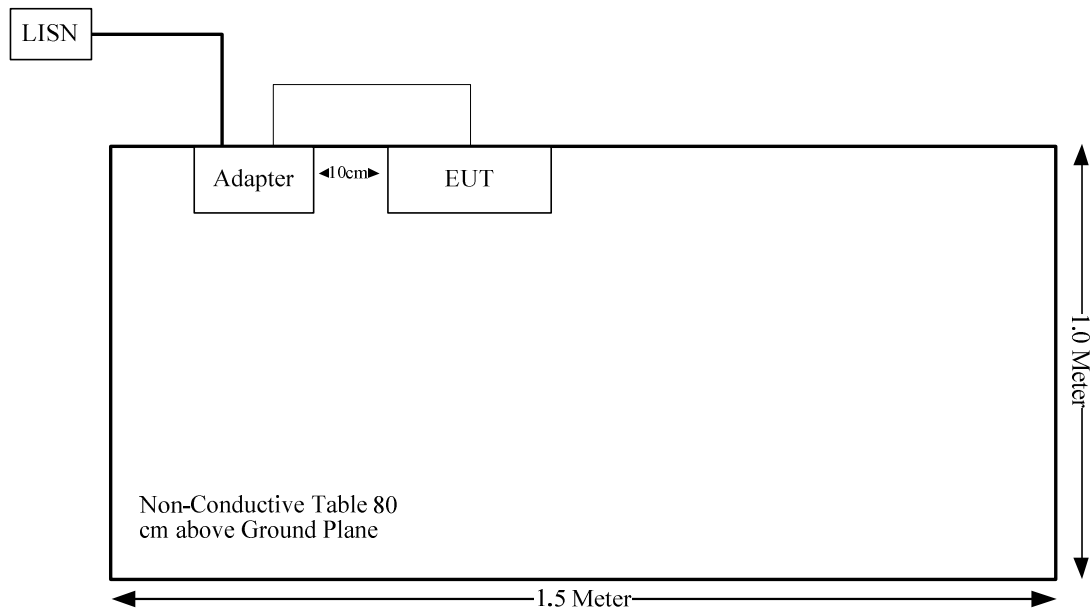 LISN
Adapter
10cm
EUT
1.0 Meter
Non-Conductive Table 80
cm above Ground Plane
1.5 Meter